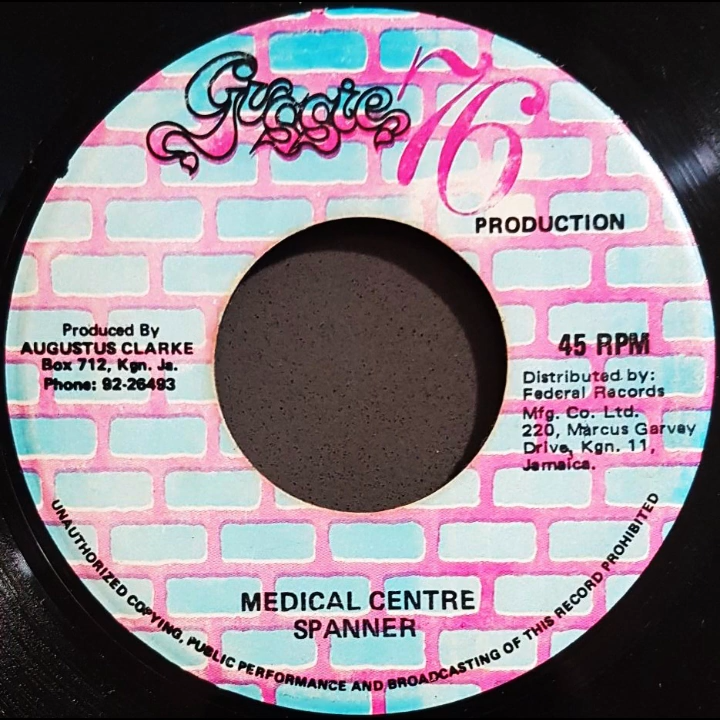 Gussie 76
PRODUCTION
Produced By
AUGUSTUS CLARKE
Box 712, Kgn. Ja.
Phone: 92-26493
45 RPM
Distributed by:
Federal Records
Mfg. Co. Ltd.
220, Marcus Garvey
Drive, Kgn. 11,
Jamaica.
MEDICAL CENTRE
SPANNER
UNAUTHORIZED COPYING, PUBLIC PERFORMANCE AND BROADCASTING OF THIS RECORD PROHIBITED